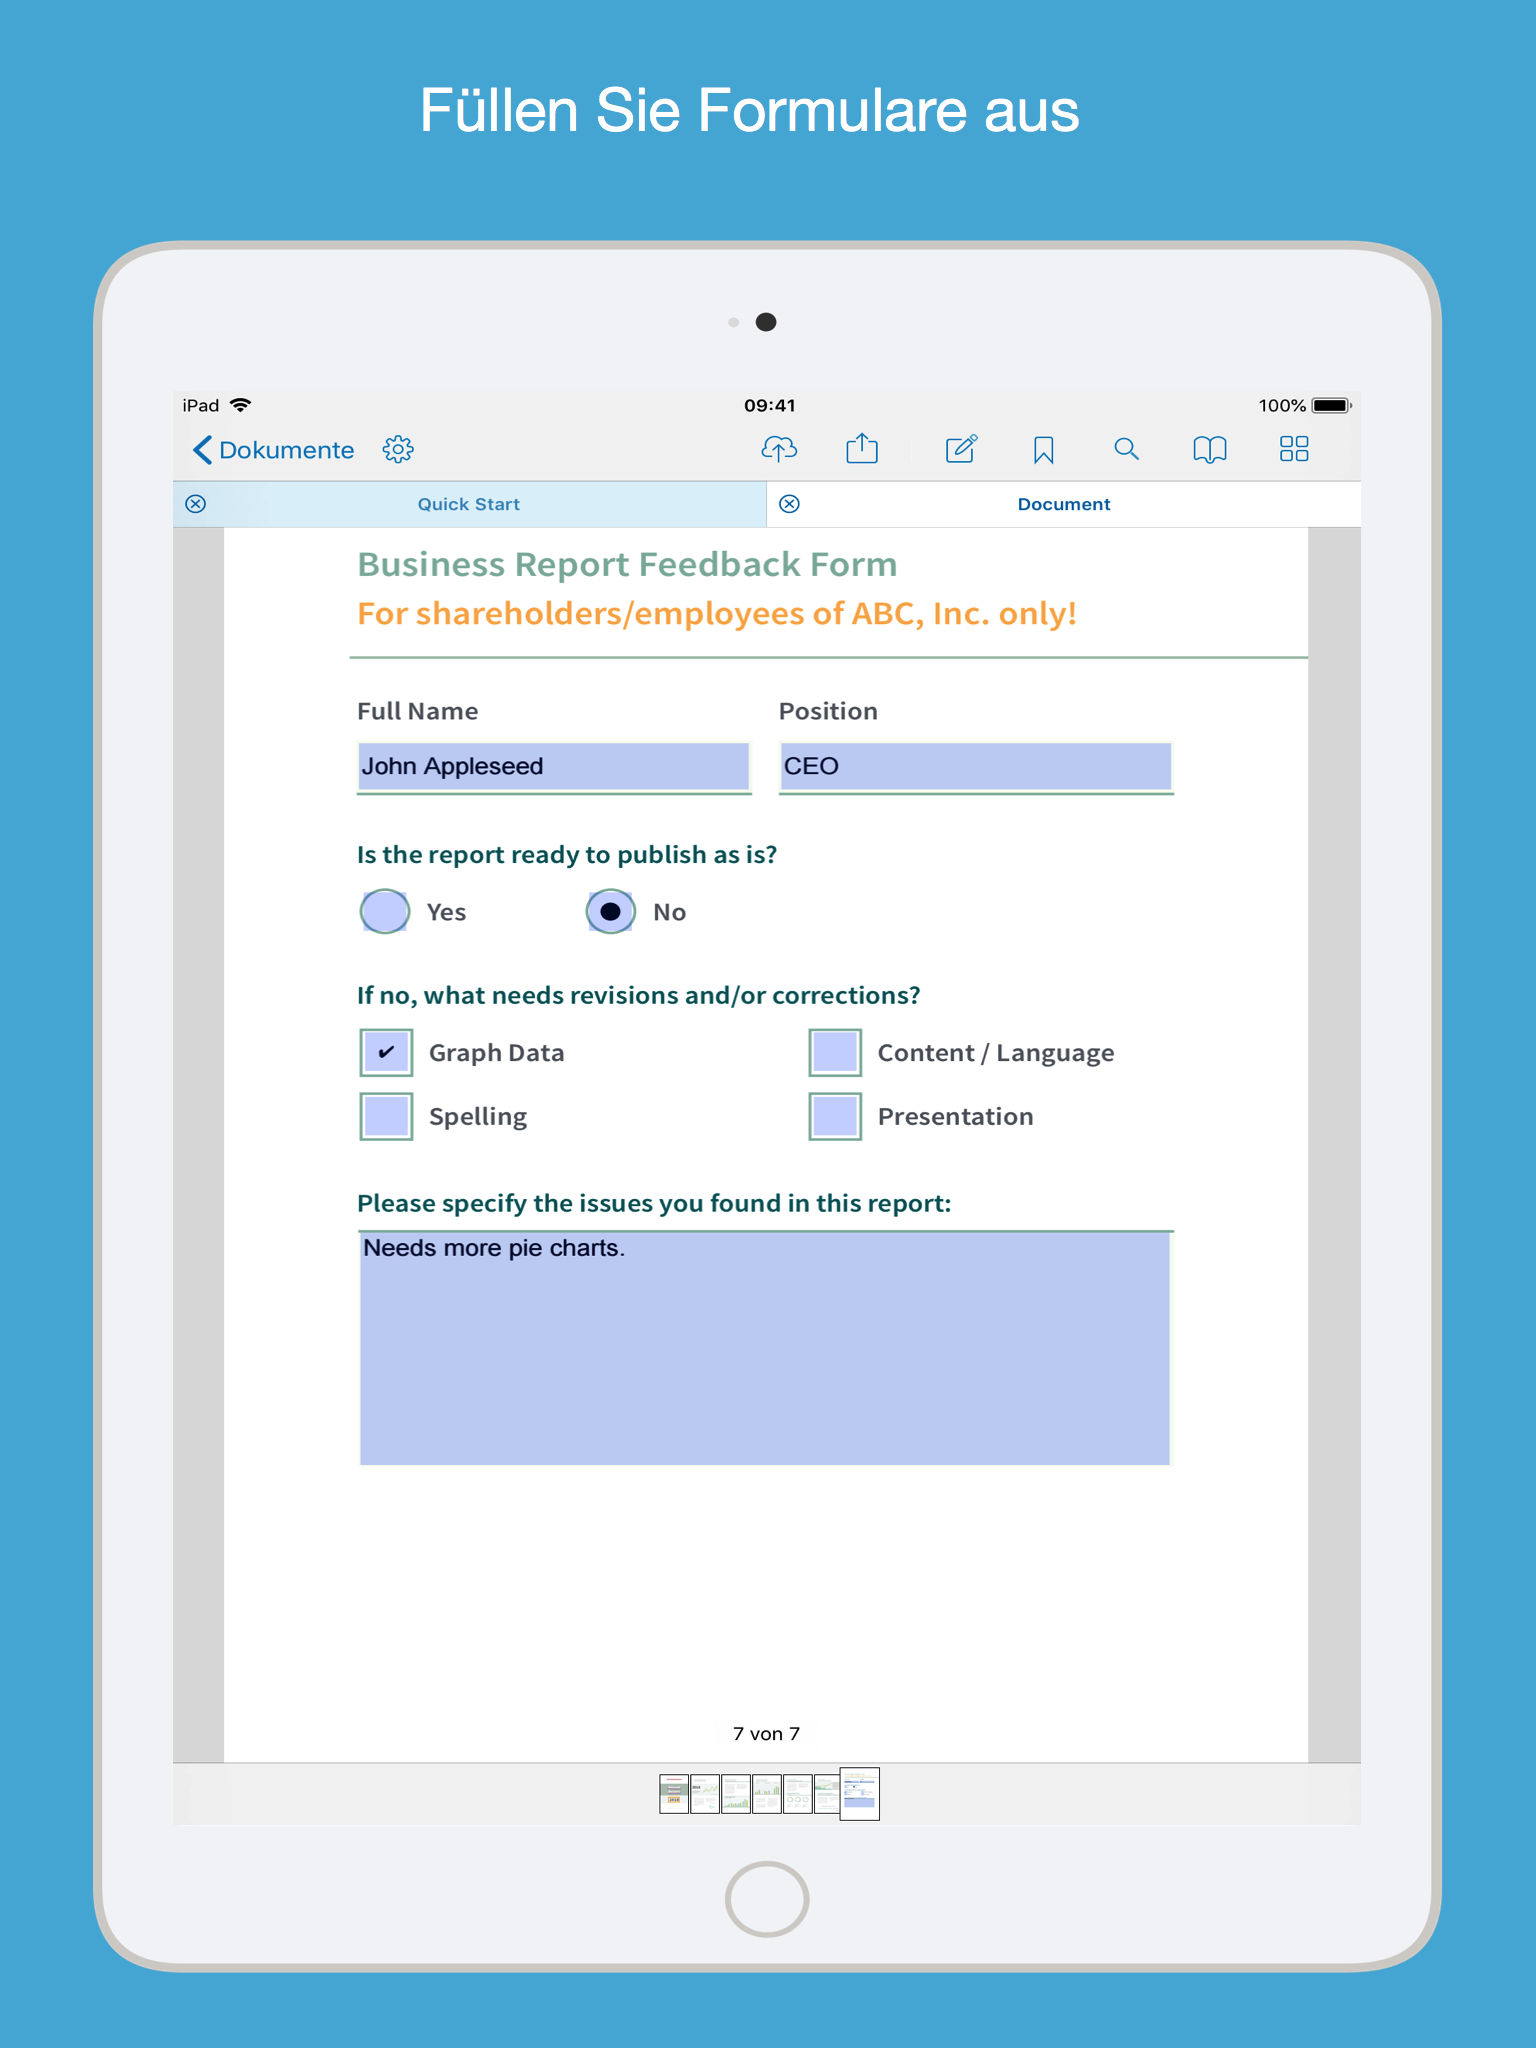 Füllen Sie Formulare aus
iPad 09:41 100%
Dokumente
Quick Start Document
Business Report Feedback Form
For shareholders/employees of ABC, Inc. only!
Full Name Position
John Appleseed CEO
Is the report ready to publish as is?
Yes No
If no, what needs revisions and/or corrections?
Graph Data Content / Language
Spelling Presentation
Please specify the issues you found in this report:
Needs more pie charts.
7 von 7